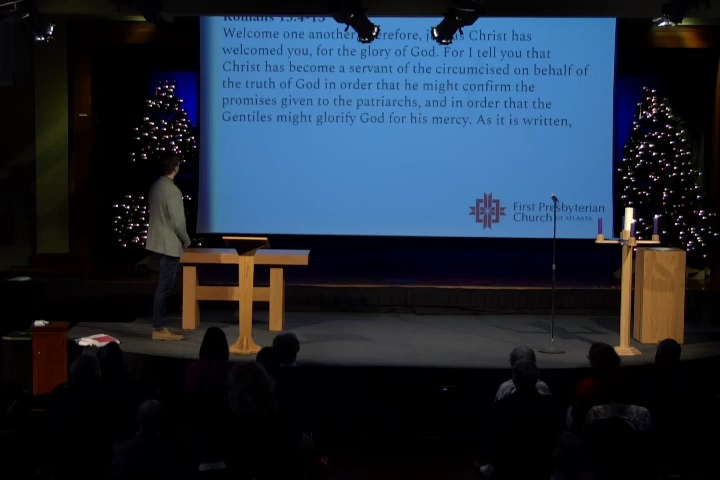 Romans 15:4-13
Welcome one another, therefore, just as Christ has
welcomed you, for the glory of God. For I tell you that
Christ has become a servant of the circumcised on behalf of
the truth of God in order that he might confirm the
promises given to the patriarchs, and in order that the
Gentiles might glorify God for his mercy. As it is written,
First Presbyterian
Church OF ATLANTA